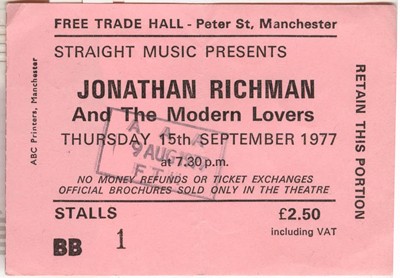 FREE TRADE HALL - Peter St, Manchester
STRAIGHT MUSIC PRESENTS
JONATHAN RICHMAN
And The Modern Lovers
THURSDAY 15th SEPTEMBER 1977
at 7.30 p.m.
NO MONEY REFUNDS OR TICKET EXCHANGES
OFFICIAL BROCHURES SOLD ONLY IN THE THEATRE
STALLS £2.50
including VAT
BB 1
ABC Printers, Manchester
RETAIN THIS PORTION
9 AUG